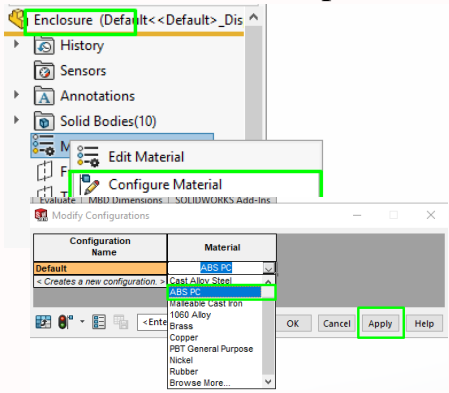 Enclosure (Default<<Default>_Dis
History
Sensors
Annotations
Solid Bodies(10)
M
Edit Material
F
Configure Material
T
Evaluate MBD Dimensions SOLIDWORKS Add-Ins
Modify Configurations
Configuration Name
Material
Default
ABS PC
< Creates a new configuration. >
Cast Alloy Steel
ABS PC
Malleable Cast Iron
1060 Alloy
Brass
Copper
PBT General Purpose
Nickel
Rubber
Browse More...
<Ente
OK Cancel Apply Help